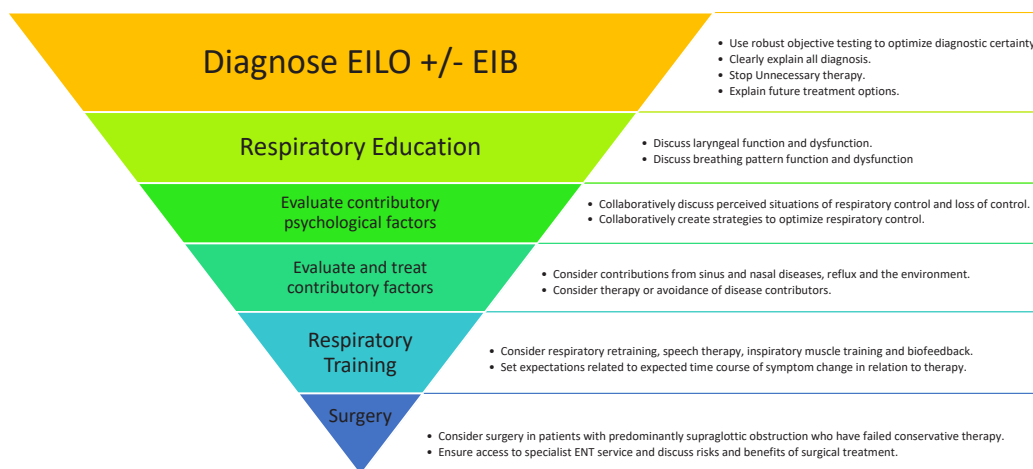 Diagnose EILO +/- EIB
• Use robust objective testing to optimize diagnostic certainty
• Clearly explain all diagnosis.
• Stop Unnecessary therapy.
• Explain future treatment options.
Respiratory Education
• Discuss laryngeal function and dysfunction.
• Discuss breathing pattern function and dysfunction
Evaluate contributory
psychological factors
• Collaboratively discuss perceived situations of respiratory control and loss of control.
• Collaboratively create strategies to optimize respiratory control.
Evaluate and treat
contributory factors
• Consider contributions from sinus and nasal diseases, reflux and the environment.
• Consider therapy or avoidance of disease contributors.
Respiratory
Training
• Consider respiratory retraining, speech therapy, inspiratory muscle training and biofeedback.
• Set expectations related to expected time course of symptom change in relation to therapy.
Surgery
• Consider surgery in patients with predominantly supraglottic obstruction who have failed conservative therapy.
• Ensure access to specialist ENT service and discuss risks and benefits of surgical treatment.